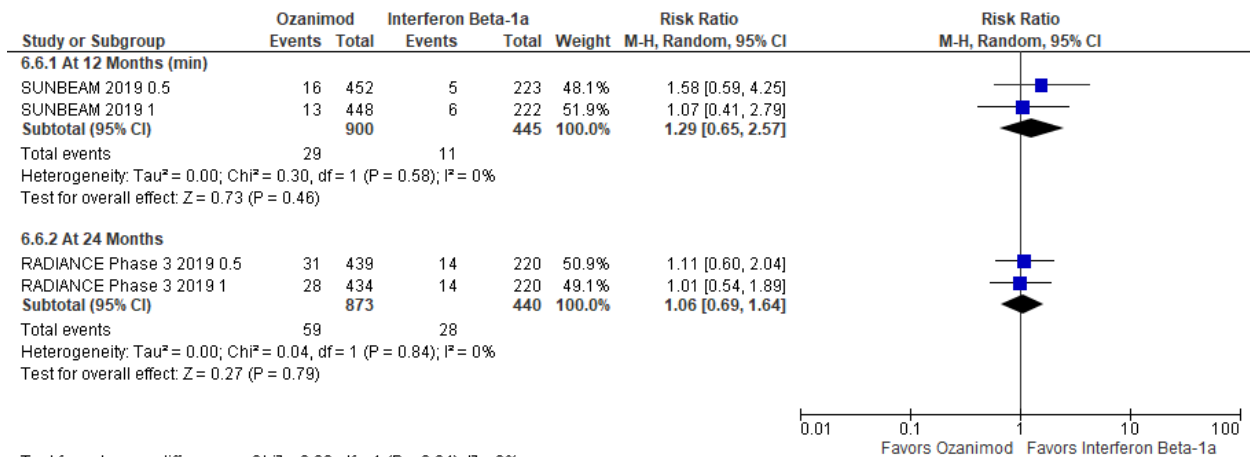 Ozanimod Interferon Beta-1a Risk Ratio Risk Ratio
Study or Subgroup Events Total Events Total Weight M-H, Random, 95% CI M-H, Random, 95% CI
6.6.1 At 12 Months (min)
SUNBEAM 2019 0.5 16 452 5 223 48.1% 1.58 [0.59, 4.25]
SUNBEAM 2019 1 13 448 6 222 51.9% 1.07 [0.41, 2.79]
Subtotal (95% CI) 900 445 100.0% 1.29 [0.65, 2.57]
Total events 29 11
Heterogeneity: Tau² = 0.00; Chi² = 0.30, df = 1 (P = 0.58); I² = 0%
Test for overall effect: Z = 0.73 (P = 0.46)
6.6.2 At 24 Months
RADIANCE Phase 3 2019 0.5 31 439 14 220 50.9% 1.11 [0.60, 2.04]
RADIANCE Phase 3 2019 1 28 434 14 220 49.1% 1.01 [0.54, 1.89]
Subtotal (95% CI) 873 440 100.0% 1.06 [0.69, 1.64]
Total events 59 28
Heterogeneity: Tau² = 0.00; Chi² = 0.04, df = 1 (P = 0.84); I² = 0%
Test for overall effect: Z = 0.27 (P = 0.79)
0.01 0.1 1 10 100
Favors Ozanimod Favors Interferon Beta-1a